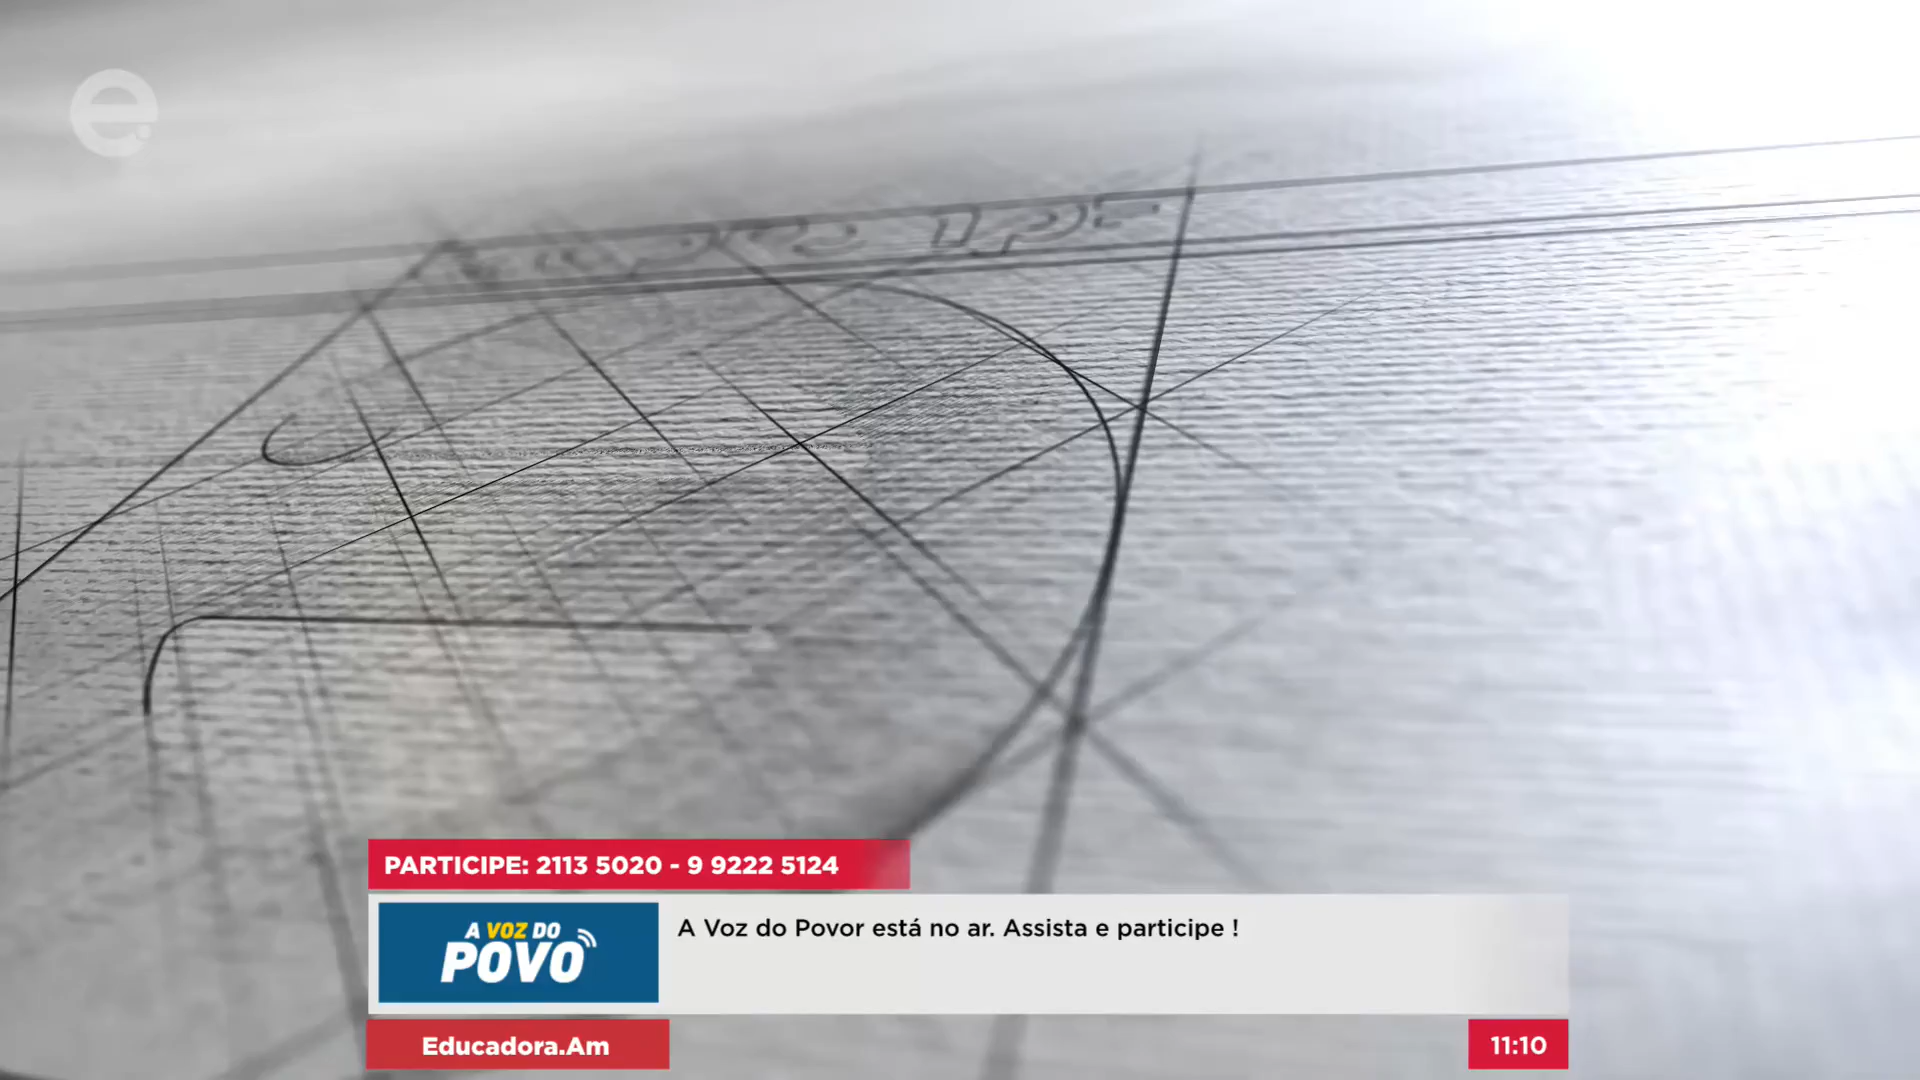 e
PARTICIPE: 2113 5020 - 9 9222 5124
A VOZ DO
POVO
A Voz do Povor está no ar. Assista e participe !
Educadora.Am
11:10